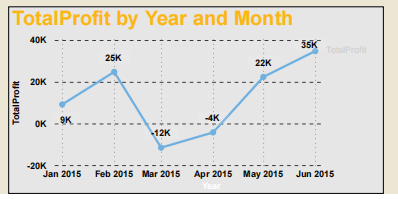 TotalProfit by Year and Month
40K
35K
TotalProfit
25K
22K
20K
TotalProfit
9K
0K
-4K
-12K
-20K
Jan 2015 Feb 2015 Mar 2015 Apr 2015 May 2015 Jun 2015
Year